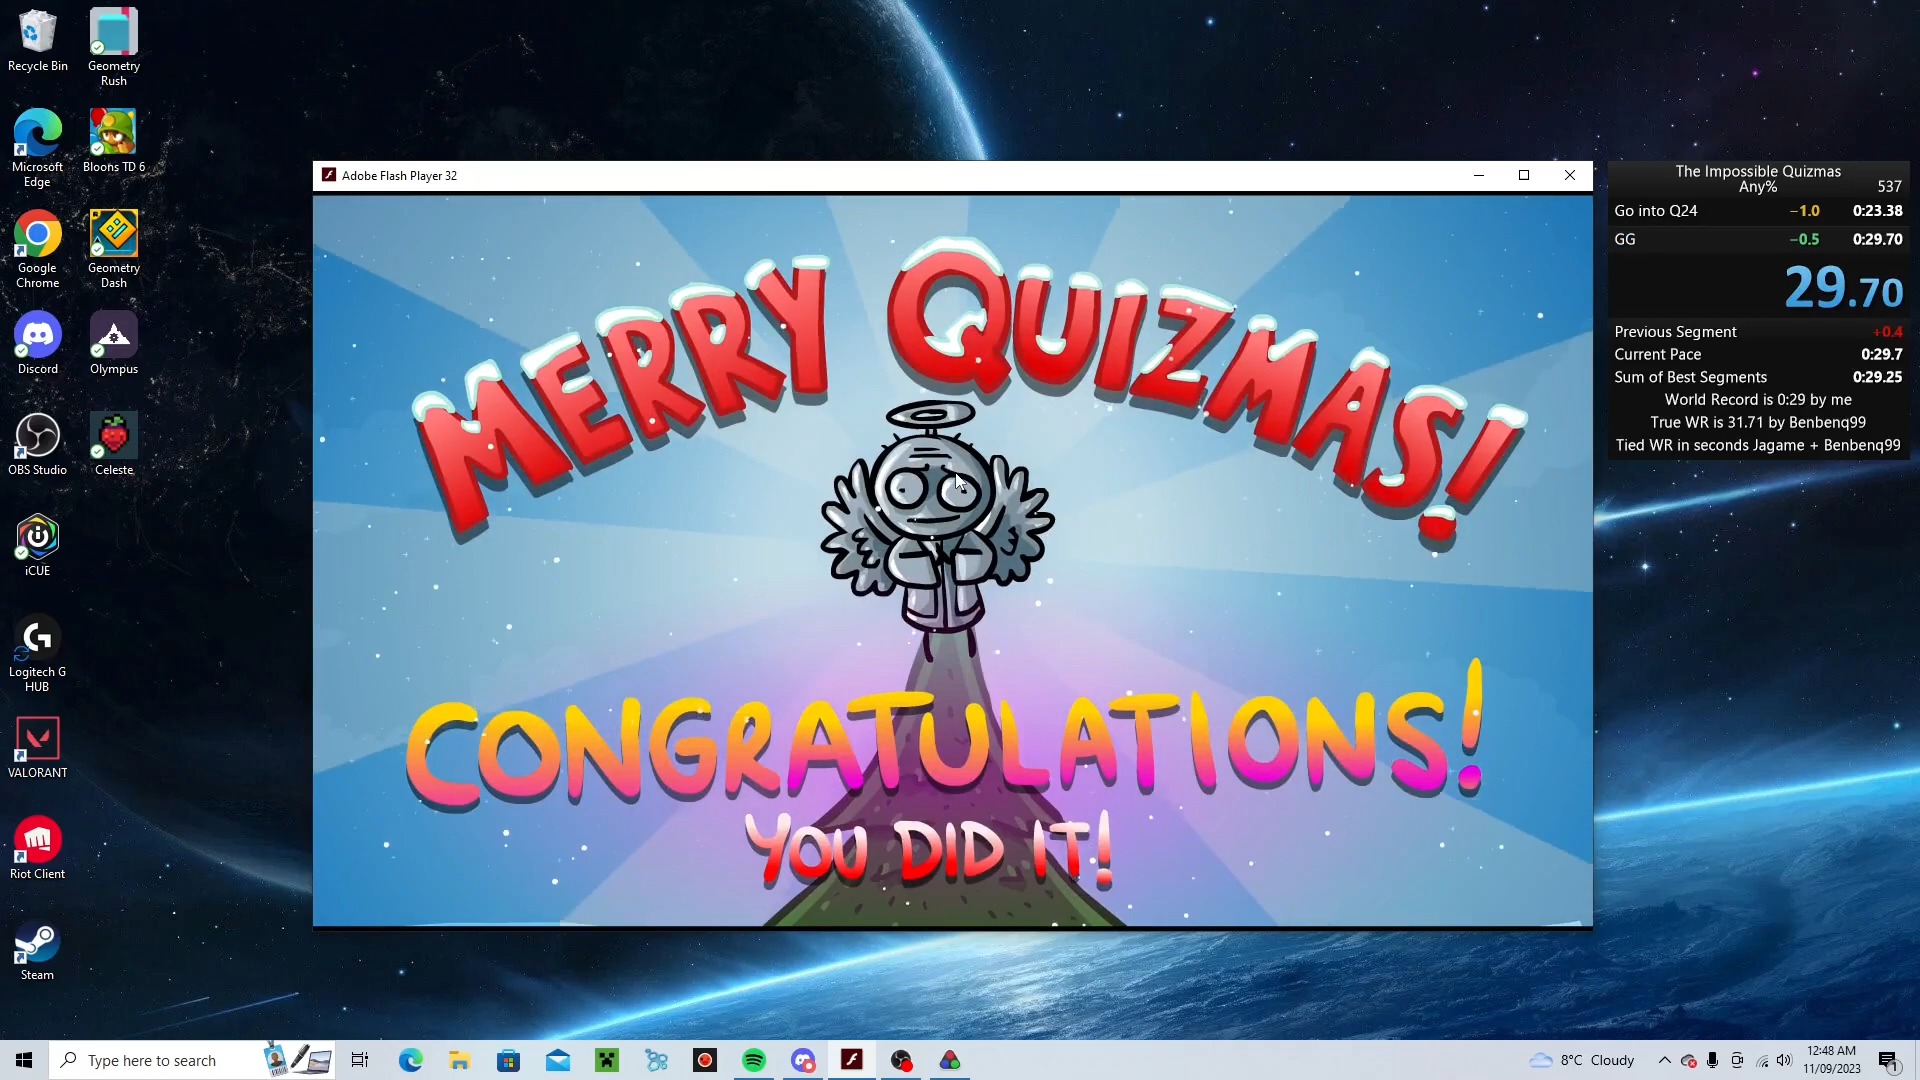 Recycle Bin
Geometry
Rush
Microsoft
Edge
Bloons TD 6
Google
Chrome
Geometry
Dash
Discord
Olympus
OBS Studio
Celeste
iCUE
Logitech G
HUB
VALORANT
Riot Client
Steam
Adobe Flash Player 32
MERRY QUIZMAS!
CONGRATULATIONS!
YOU DID IT!
The Impossible Quizmas
Any% 537
Go into Q24 −1.0 0:23.38
GG −0.5 0:29.70
29.70
Previous Segment +0.4
Current Pace 0:29.7
Sum of Best Segments 0:29.25
World Record is 0:29 by me
True WR is 31.71 by Benbenq99
Tied WR in seconds Jagame + Benbenq99
Type here to search
8°C Cloudy
12:48 AM
11/09/2023
1